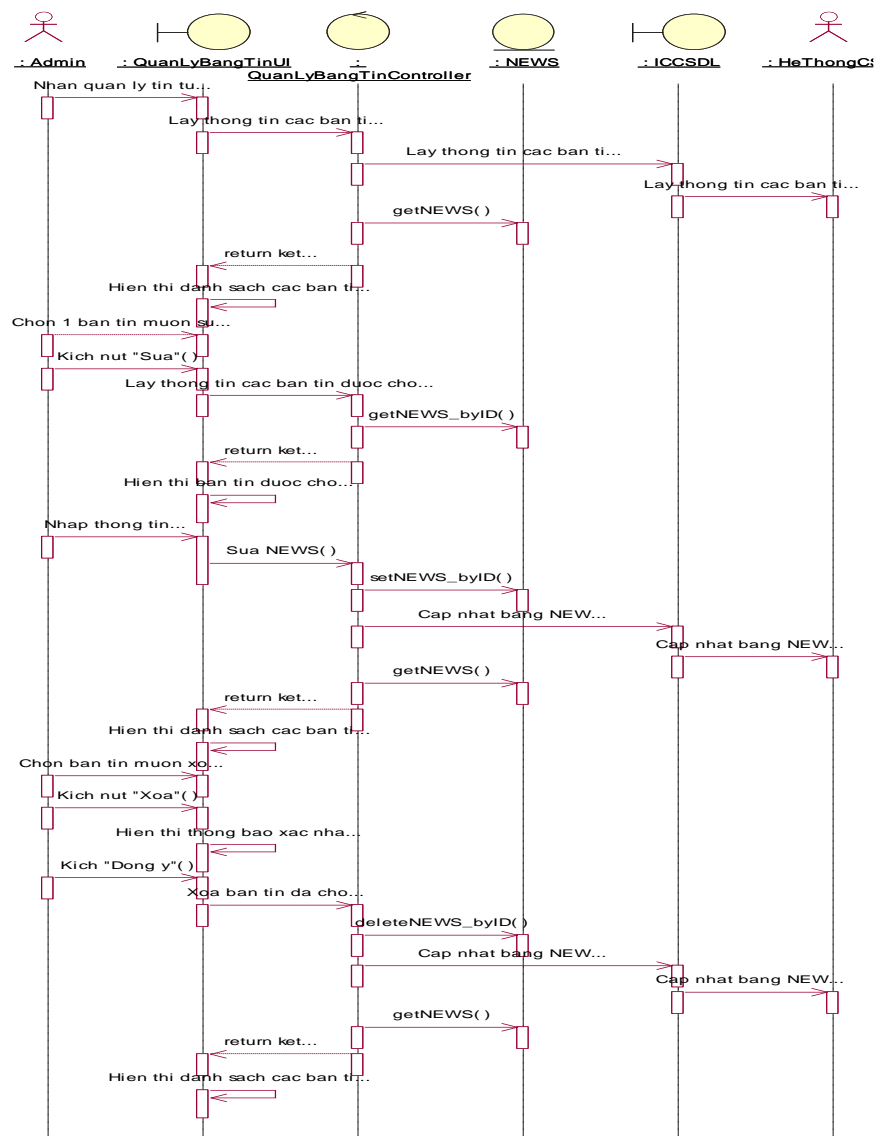 : Admin
: QuanLyBangTinUI
:
QuanLyBangTinController
: NEWS
: ICCSDL
: HeThongCS
Nhan quan ly tin tu...
Lay thong tin cac ban ti...
Lay thong tin cac ban ti...
Lay thong tin cac ban ti...
getNEWS( )
return ket...
Hien thi danh sach cac ban ti...
Chon 1 ban tin muon su...
Kich nut "Sua"( )
Lay thong tin cac ban tin duoc cho...
getNEWS_byID( )
return ket...
Hien thi ban tin duoc cho...
Nhap thong tin...
Sua NEWS( )
setNEWS_byID( )
Cap nhat bang NEW...
Cap nhat bang NEW...
getNEWS( )
return ket...
Hien thi danh sach cac ban ti...
Chon ban tin muon xo...
Kich nut "Xoa"( )
Hien thi thong bao xac nha...
Kich "Dong y"( )
Xoa ban tin da cho...
deleteNEWS_byID( )
Cap nhat bang NEW...
Cap nhat bang NEW...
getNEWS( )
return ket...
Hien thi danh sach cac ban ti...